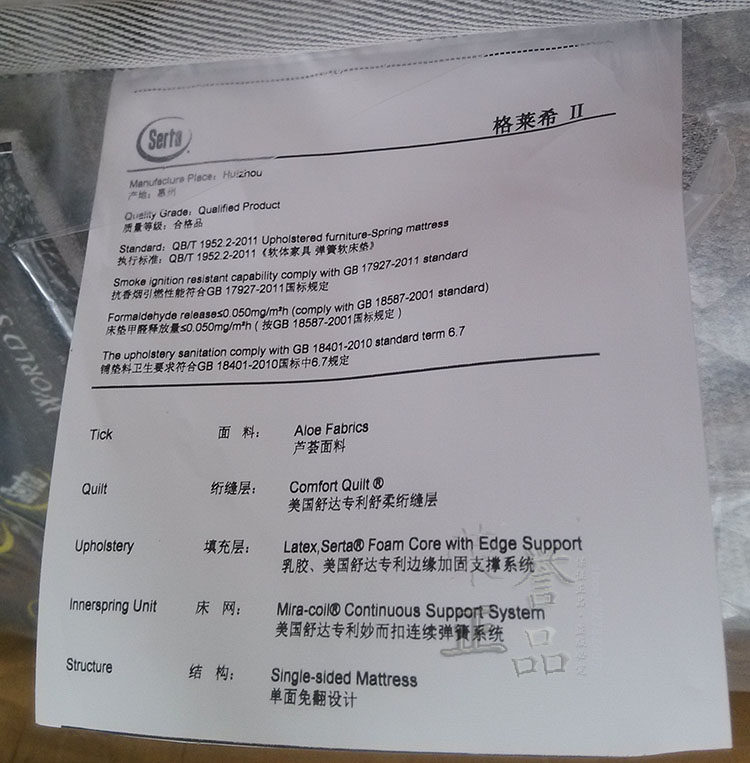 Serta
格莱希 II
Manufacture Place: Huizhou
产地：惠州
Quality Grade: Qualified Product
质量等级：合格品
Standard: QB/T 1952.2-2011 Upholstered furniture-Spring mattress
执行标准：QB/T 1952.2-2011《软体家具 弹簧软床垫》
Smoke ignition resistant capability comply with GB 17927-2011 standard
抗香烟引燃性能符合GB 17927-2011国标规定
Formaldehyde release≤0.050mg/m²h (comply with GB 18587-2001 standard)
床垫甲醛释放量≤0.050mg/m²h（按GB 18587-2001国标规定）
The upholstery sanitation comply with GB 18401-2010 standard term 6.7
铺垫料卫生要求符合GB 18401-2010国标中6.7规定
Tick 面 料： Aloe Fabrics
芦荟面料
Quilt 绗缝层： Comfort Quilt ®
美国舒达专利舒柔绗缝层
Upholstery 填充层： Latex,Serta® Foam Core with Edge Support
乳胶、美国舒达专利边缘加固支撑系统
Innerspring Unit 床 网： Mira-coil® Continuous Support System
美国舒达专利妙而扣连续弹簧系统
Structure 结 构： Single-sided Mattress
单面免翻设计
WORLD'S
誉
正品